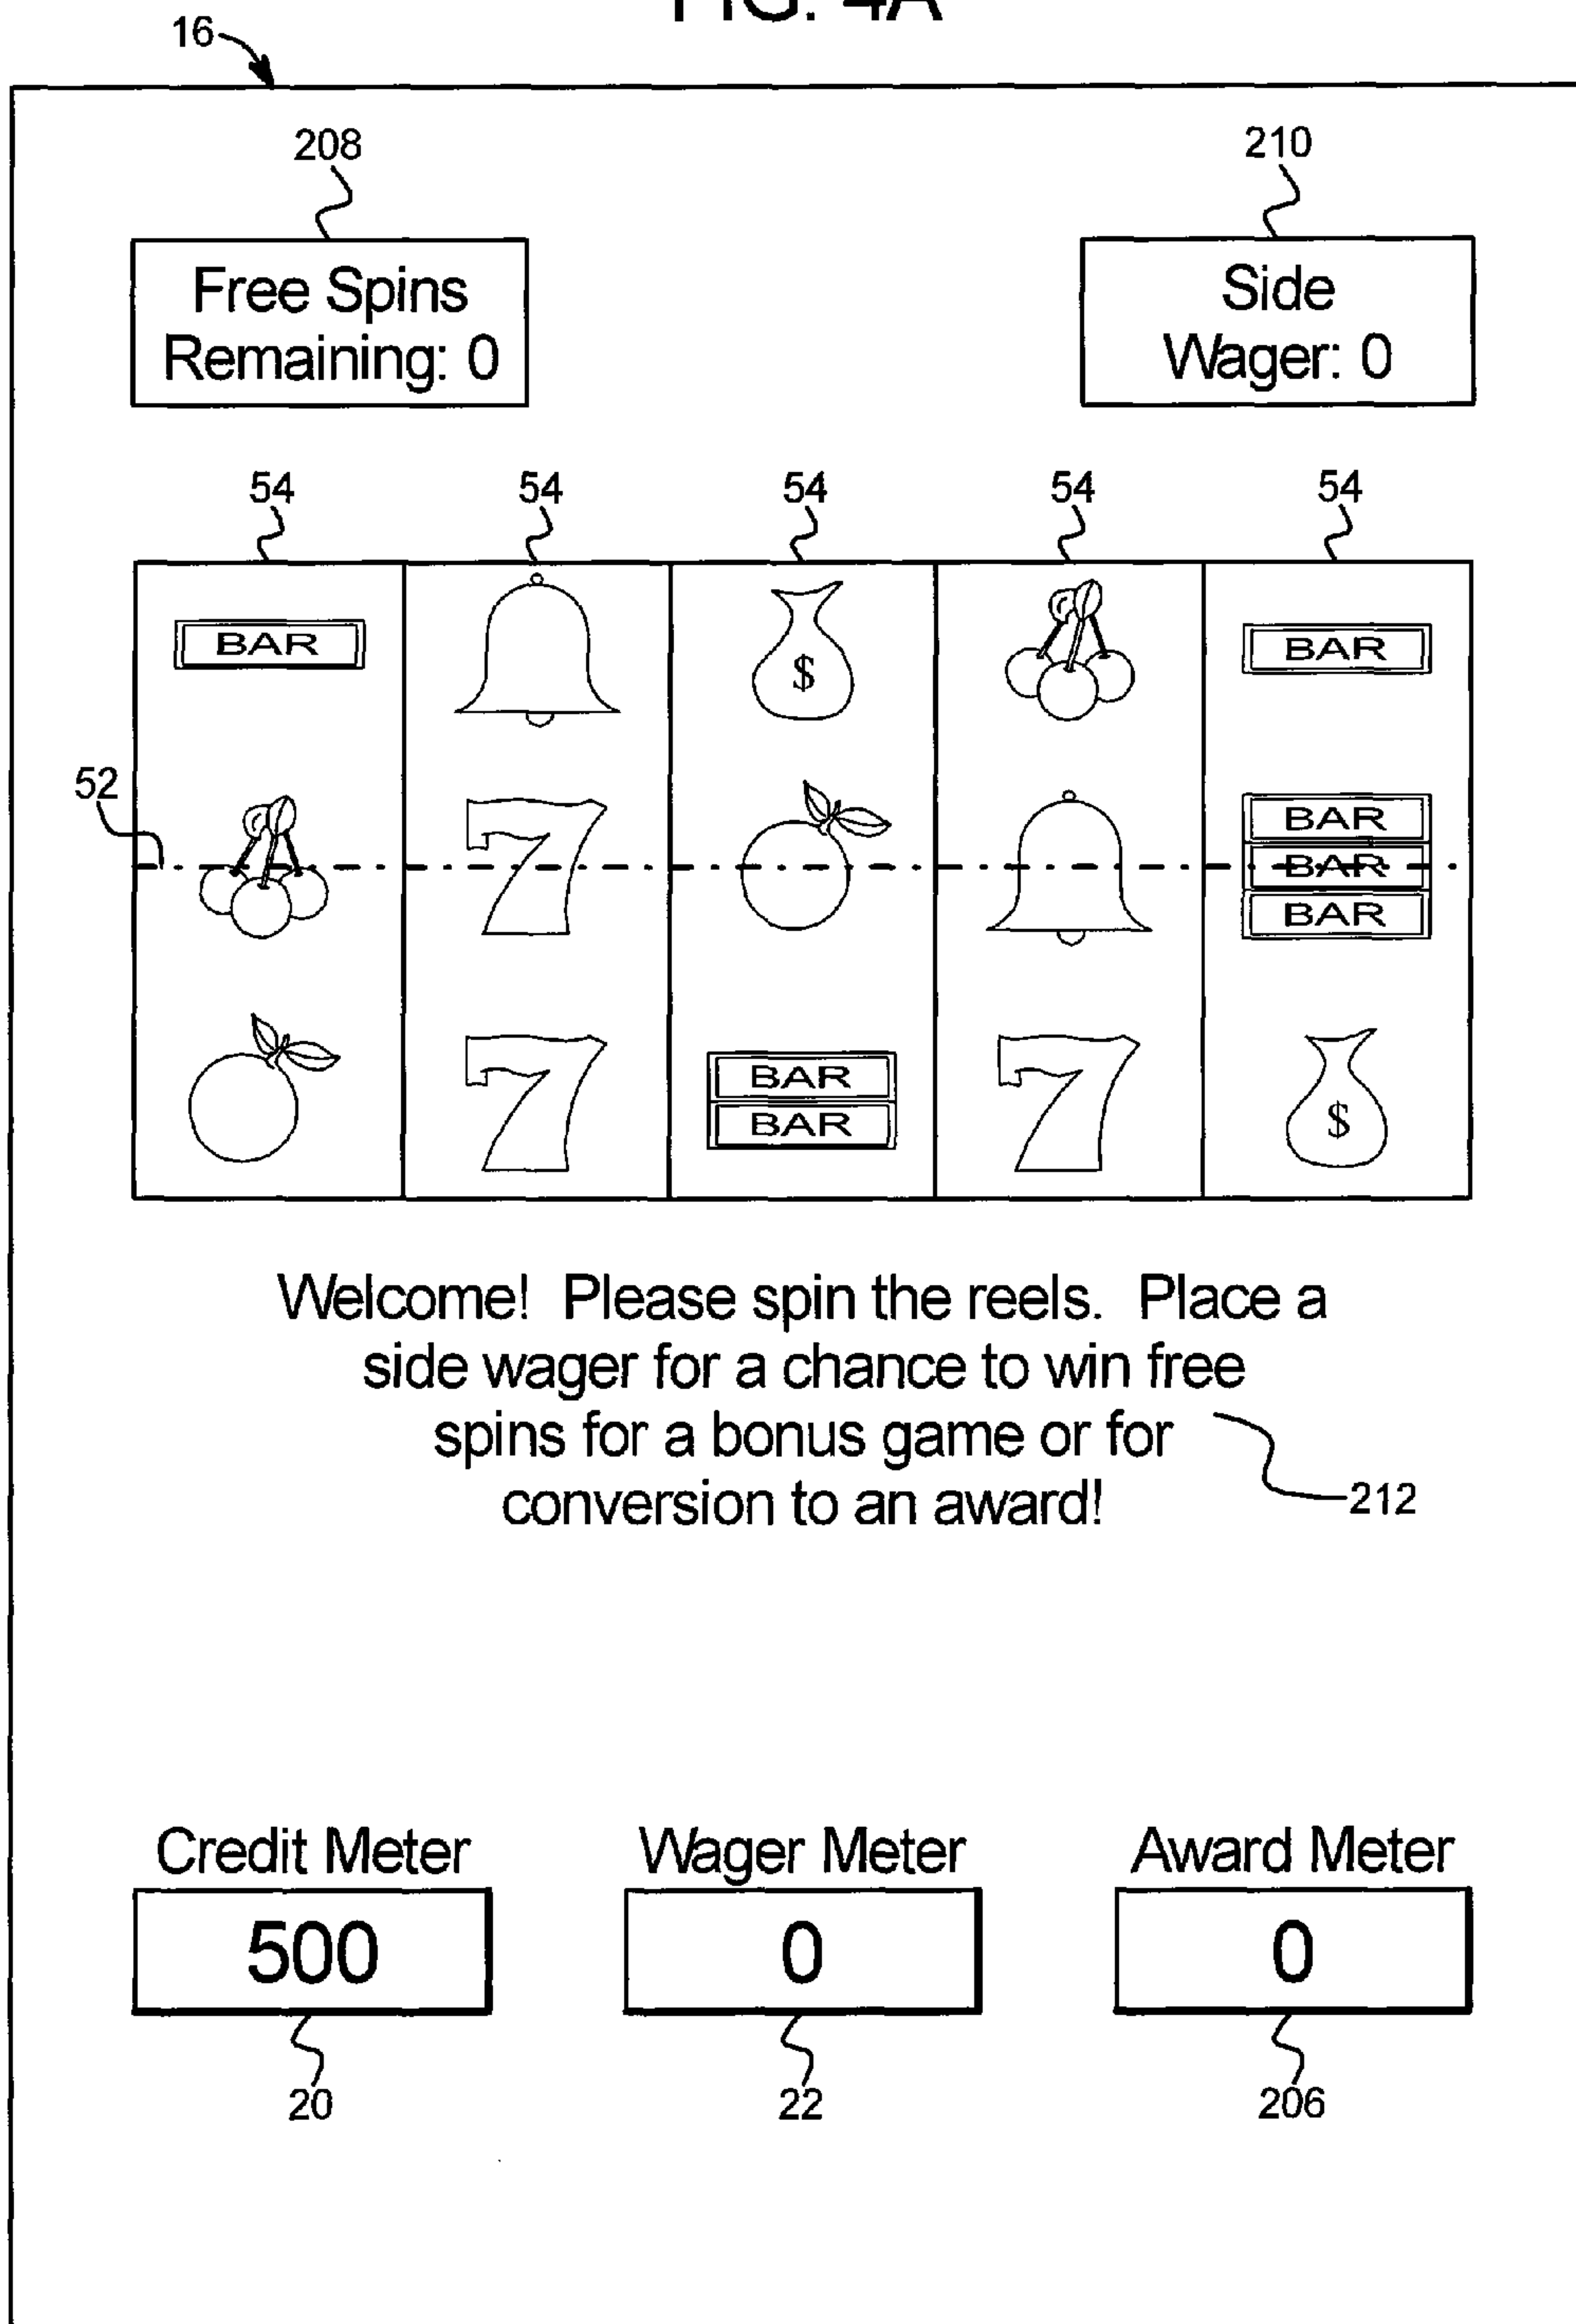 FIG. 4A
16
208
210
Free Spins
Remaining: 0
Side
Wager: 0
54 54 54 54 54
BAR
$
BAR
52
BAR
BAR
BAR
BAR
BAR
$
Welcome! Please spin the reels. Place a
side wager for a chance to win free
spins for a bonus game or for
conversion to an award!
212
Credit Meter Wager Meter Award Meter
500 0 0
20 22 206